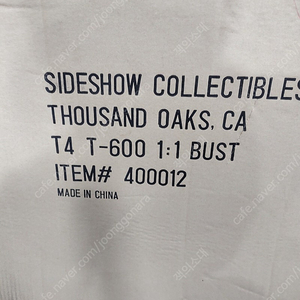 SIDESHOW COLLECTIBLES
THOUSAND OAKS, CA
T4 T-600 1:1 BUST
ITEM# 400012
MADE IN CHINA